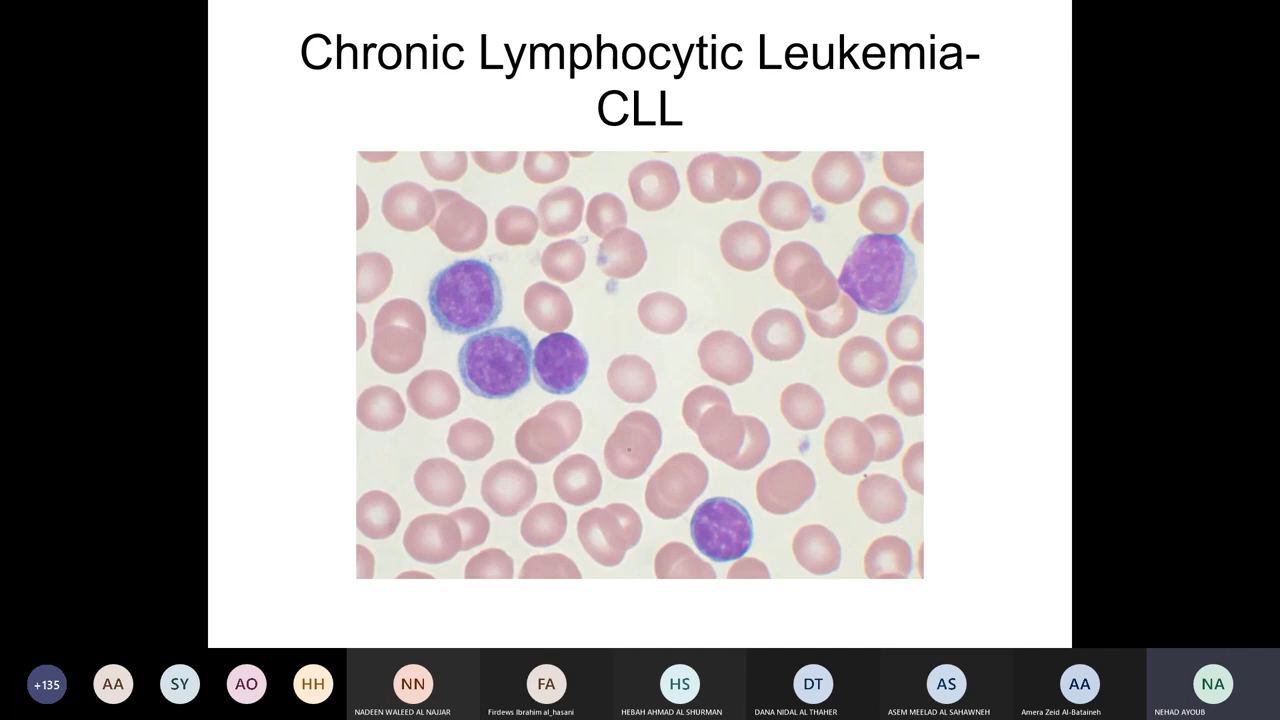 Chronic Lymphocytic Leukemia-
CLL
+135
AA
SY
AO
HH
NN
FA
HS
DT
AS
AA
NA
NADEEN WALEED AL NAJJAR
Firdews Ibrahim al_hasani
HEBAH AHMAD AL SHURMAN
DANA NIDAL AL THAHER
ASEM MEELAD AL SAHAWNEH
Amera Zeid Al-Bataineh
NEHAD AYOUB